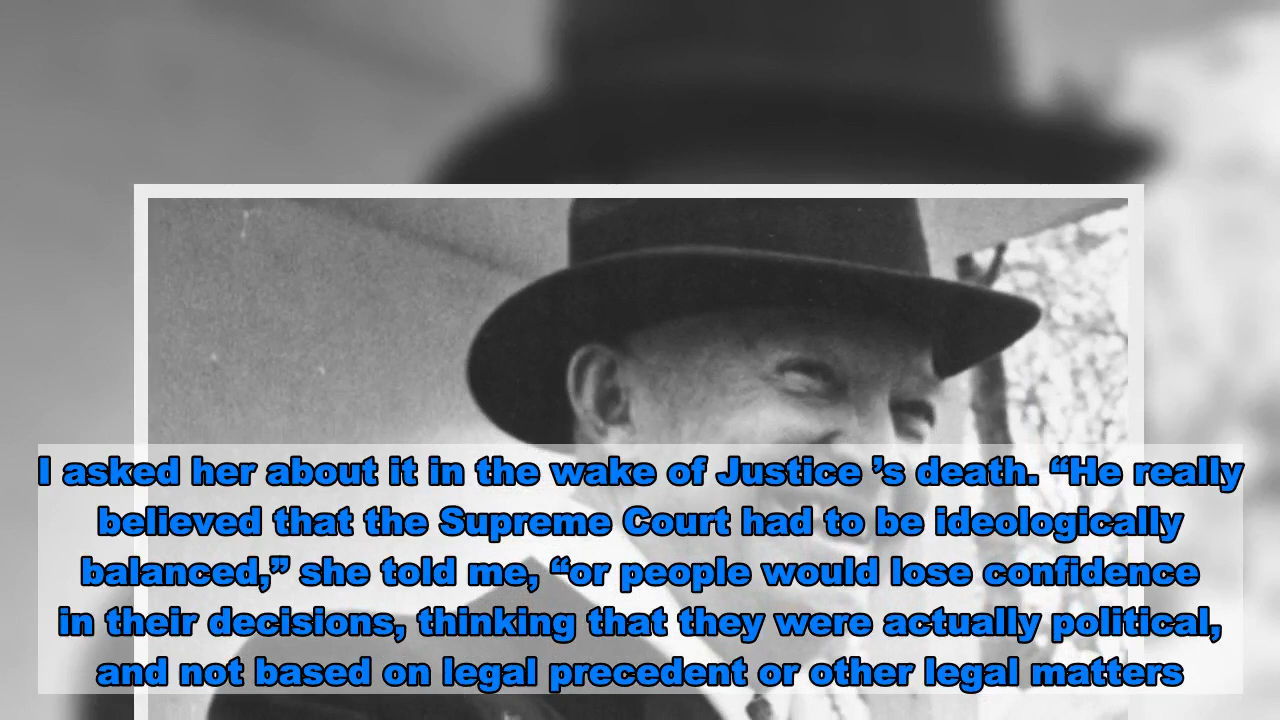 I asked her about it in the wake of Justice ’s death. “He really
believed that the Supreme Court had to be ideologically
balanced,” she told me, “or people would lose confidence
in their decisions, thinking that they were actually political,
and not based on legal precedent or other legal matters